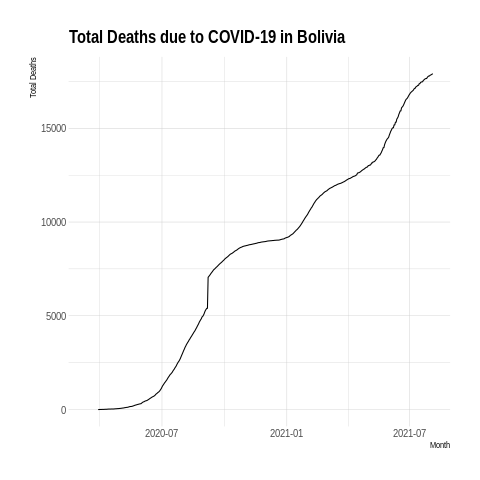 Total Deaths due to COVID-19 in Bolivia
Total Deaths
15000
10000
5000
0
2020-07 2021-01 2021-07
Month